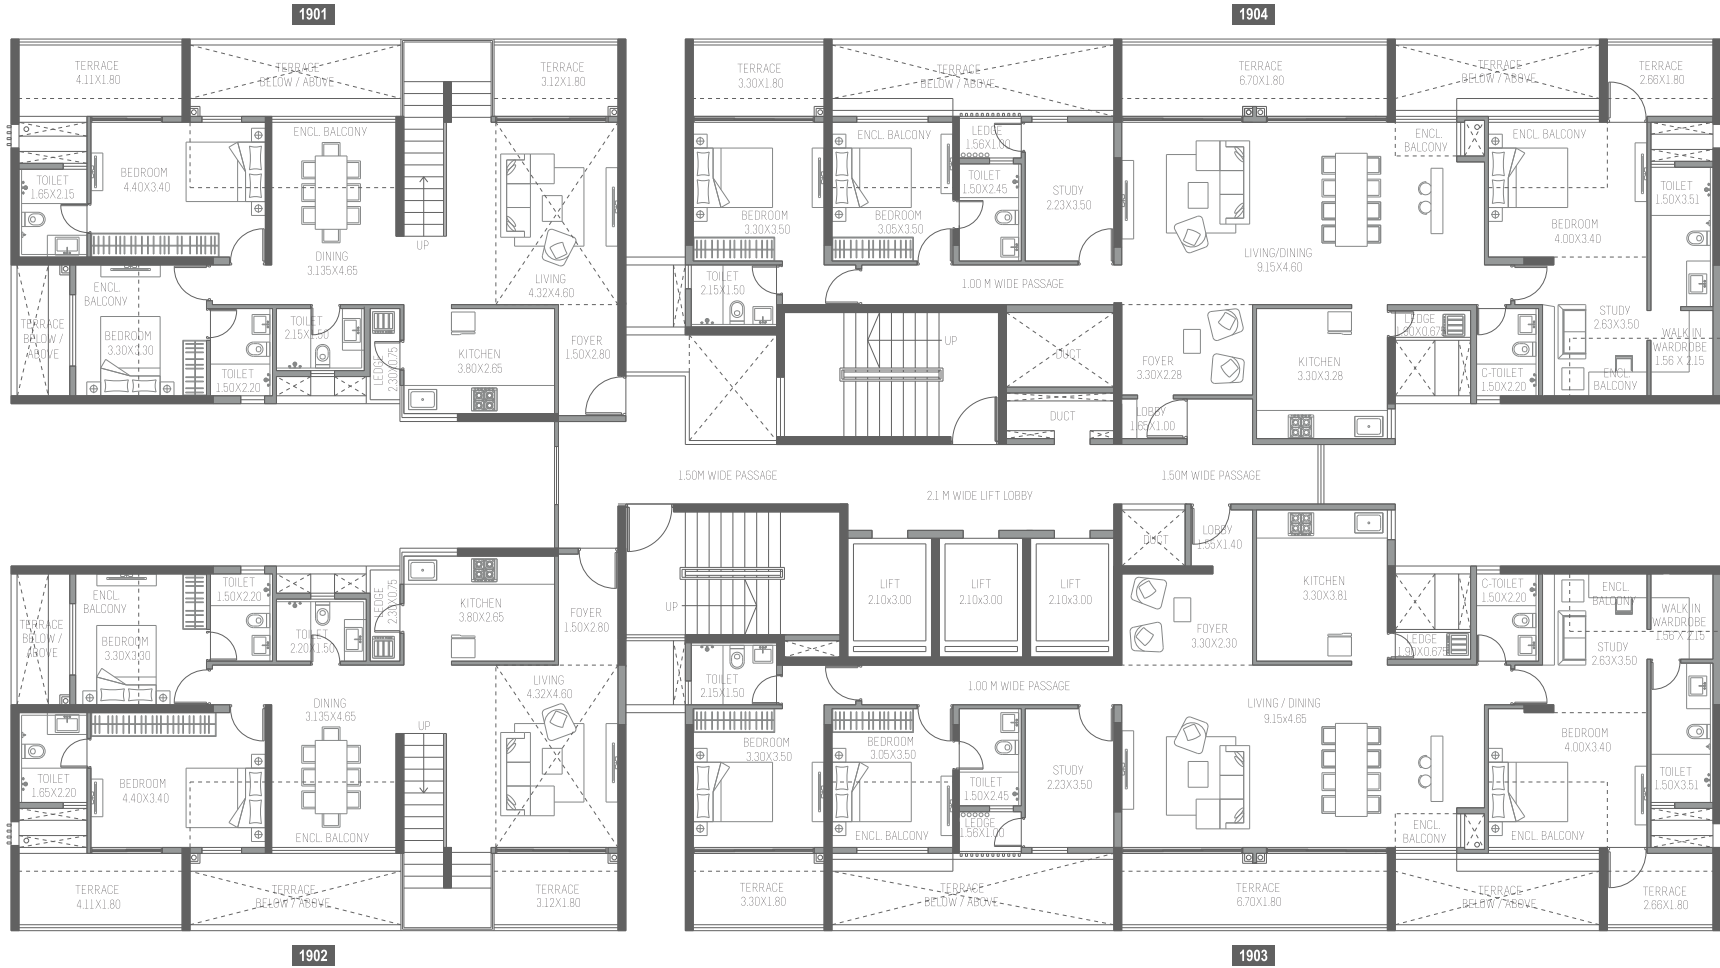 1901
1904
TERRACE
4.11X1.80
TERRACE
BELOW / ABOVE
TERRACE
3.12X1.80
TERRACE
3.30X1.80
TERRACE
BELOW / ABOVE
TERRACE
6.70X1.80
TERRACE
BELOW / ABOVE
TERRACE
2.66X1.80
ENCL. BALCONY
BEDROOM
4.40X3.40
TOILET
1.65X2.15
DINING
3.135X4.65
UP
LIVING
4.32X4.60
ENCL.
BALCONY
TERRACE
BELOW /
ABOVE
BEDROOM
3.30X3.30
TOILET
1.50X2.20
TOILET
2.15X1.50
LEDGE
2.30X0.75
KITCHEN
3.80X2.65
FOYER
1.50X2.80
ENCL. BALCONY
LEDGE
1.56X1.00
TOILET
1.50X2.45
STUDY
2.23X3.50
BEDROOM
3.30X3.50
BEDROOM
3.05X3.50
TOILET
2.15X1.50
1.00 M WIDE PASSAGE
LIVING/DINING
9.15X4.60
ENCL.
BALCONY
ENCL. BALCONY
TOILET
1.50X3.51
BEDROOM
4.00X3.40
UP
DUCT
DUCT
FOYER
3.30X2.28
LOBBY
1.65X1.00
KITCHEN
3.30X3.28
LEDGE
1.90X0.675
C-TOILET
1.50X2.20
STUDY
2.63X3.50
WALK IN
WARDROBE
1.56 X 2.15
ENCL.
BALCONY
1.50M WIDE PASSAGE
2.1 M WIDE LIFT LOBBY
1.50M WIDE PASSAGE
DUCT
LOBBY
1.55X1.40
LIFT
2.10x3.00
LIFT
2.10x3.00
LIFT
2.10x3.00
UP
ENCL.
BALCONY
TERRACE
BELOW /
ABOVE
BEDROOM
3.30X3.30
TOILET
1.50X2.20
TOILET
2.20X1.50
LEDGE
2.30X0.75
KITCHEN
3.80X2.65
FOYER
1.50X2.80
FOYER
3.30X2.30
KITCHEN
3.30X3.81
LEDGE
1.90X0.675
C-TOILET
1.50X2.20
ENCL.
BALCONY
WALK IN
WARDROBE
1.56 X 2.15
STUDY
2.63X3.50
LIVING
4.32X4.60
DINING
3.135X4.65
UP
TOILET
1.65X2.20
BEDROOM
4.40X3.40
ENCL. BALCONY
TOILET
2.15X1.50
1.00 M WIDE PASSAGE
BEDROOM
3.30X3.50
BEDROOM
3.05X3.50
TOILET
1.50X2.45
STUDY
2.23X3.50
LEDGE
1.56X1.00
ENCL. BALCONY
LIVING / DINING
9.15x4.65
ENCL.
BALCONY
BEDROOM
4.00X3.40
TOILET
1.50X3.51
ENCL. BALCONY
TERRACE
4.11X1.80
TERRACE
BELOW / ABOVE
TERRACE
3.12X1.80
TERRACE
3.30X1.80
TERRACE
BELOW / ABOVE
TERRACE
6.70X1.80
TERRACE
BELOW / ABOVE
TERRACE
2.66X1.80
1902
1903